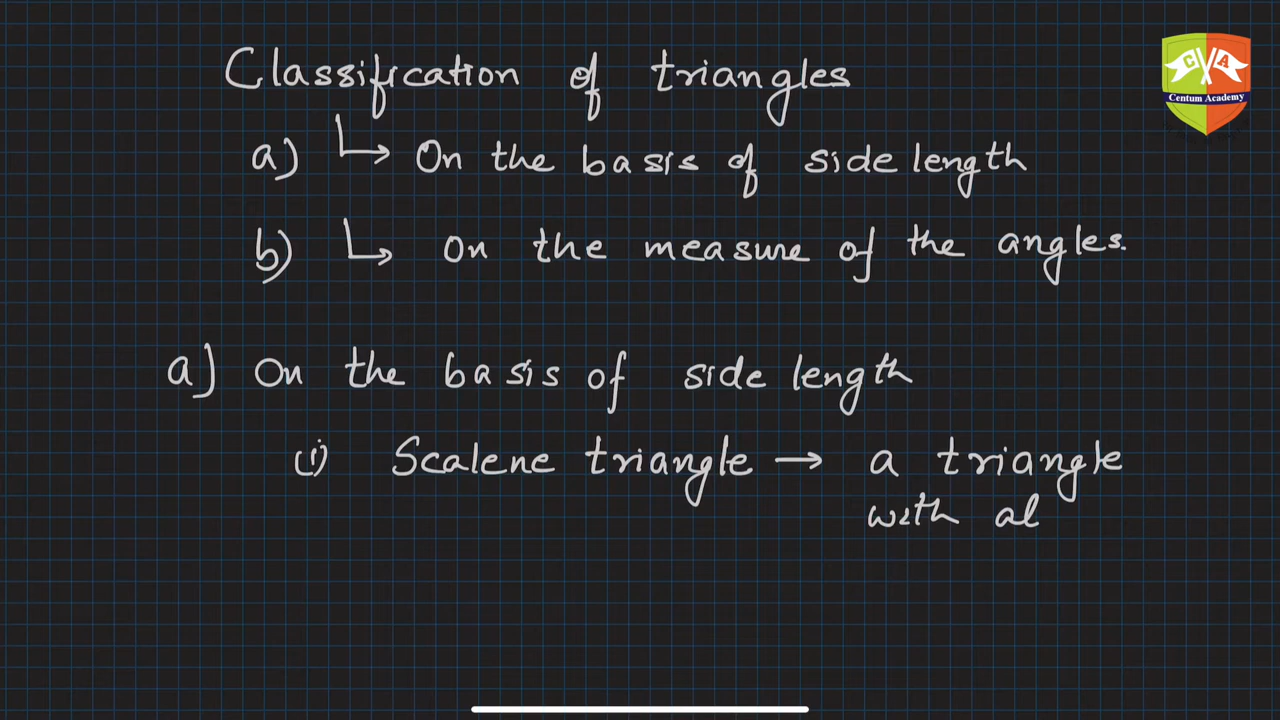 Classification of triangles
a) ↳ On the basis of side length
b) ↳ On the measure of the angles.
a) On the basis of side length
(i) Scalene triangle → a triangle
with al
C A
Centum Academy